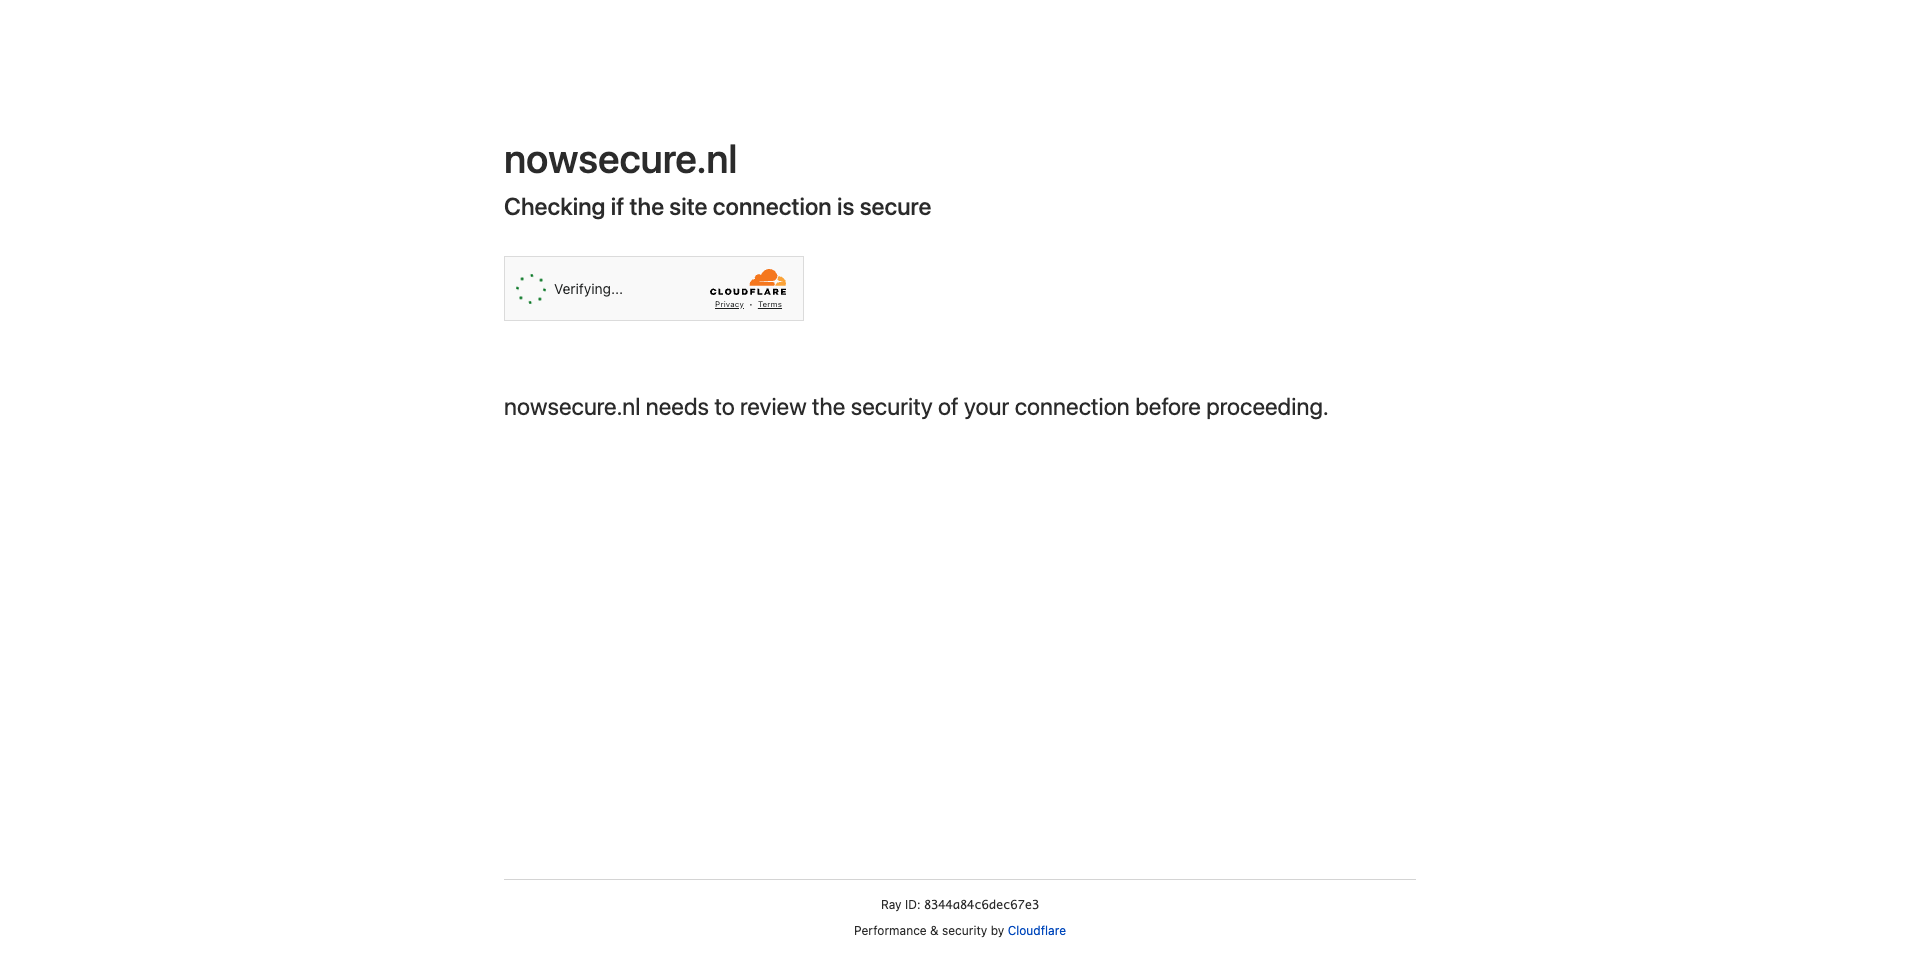 nowsecure.nl
Checking if the site connection is secure
Verifying...
CLOUDFLARE
Privacy • Terms
nowsecure.nl needs to review the security of your connection before proceeding.
Ray ID: 8344a84c6dec67e3
Performance & security by Cloudflare